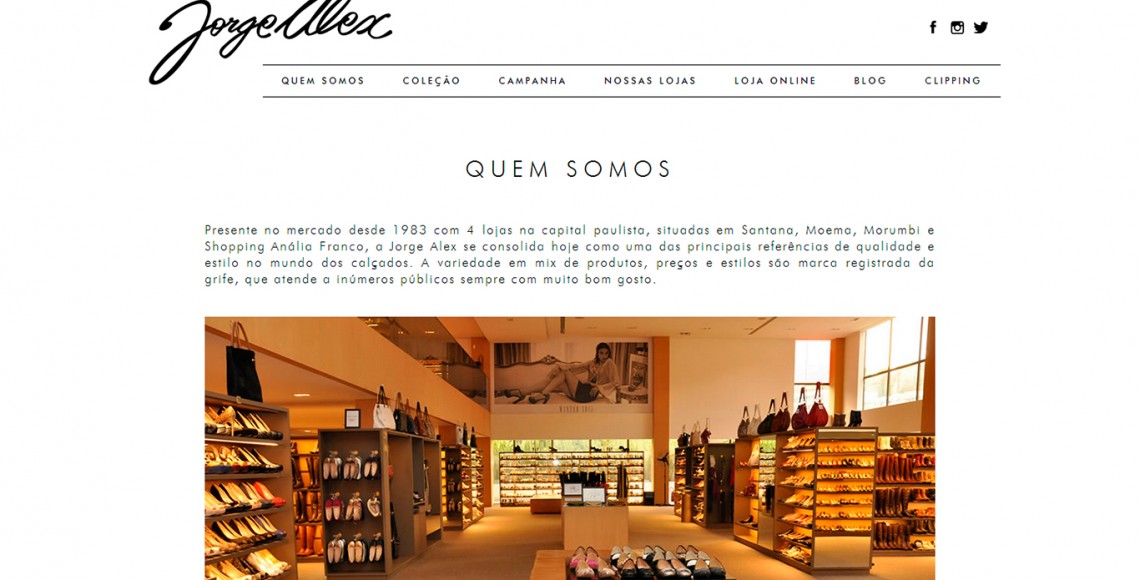 Jorge Alex
QUEM SOMOS COLEÇÃO CAMPANHA NOSSAS LOJAS LOJA ONLINE BLOG CLIPPING
QUEM SOMOS
Presente no mercado desde 1983 com 4 lojas na capital paulista, situadas em Santana, Moema, Morumbi e
Shopping Anália Franco, a Jorge Alex se consolida hoje como uma das principais referências de qualidade e
estilo no mundo dos calçados. A variedade em mix de produtos, preços e estilos são marca registrada da
grife, que atende a inúmeros públicos sempre com muito bom gosto.